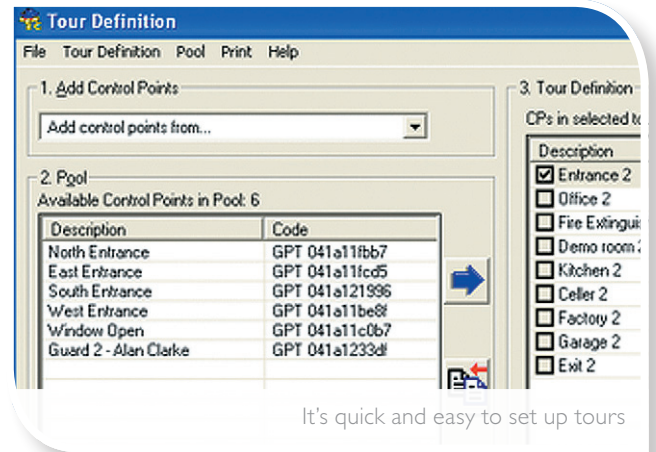 Tour Definition
File Tour Definition Pool Print Help
1. Add Control Points
Add control points from...
2. Pool
Available Control Points in Pool: 6
Description Code
North Entrance GPT 041a11fbb7
East Entrance GPT 041a11fcd5
South Entrance GPT 041a121996
West Entrance GPT 041a11be8f
Window Open GPT 041a11c0b7
Guard 2 - Alan Clarke GPT 041a1233df
3. Tour Definition
CPs in selected to
Description
Entrance 2
Office 2
Fire Extinguis
Demo room 2
Kitchen 2
Celler 2
Factory 2
Garage 2
Exit 2
It's quick and easy to set up tours